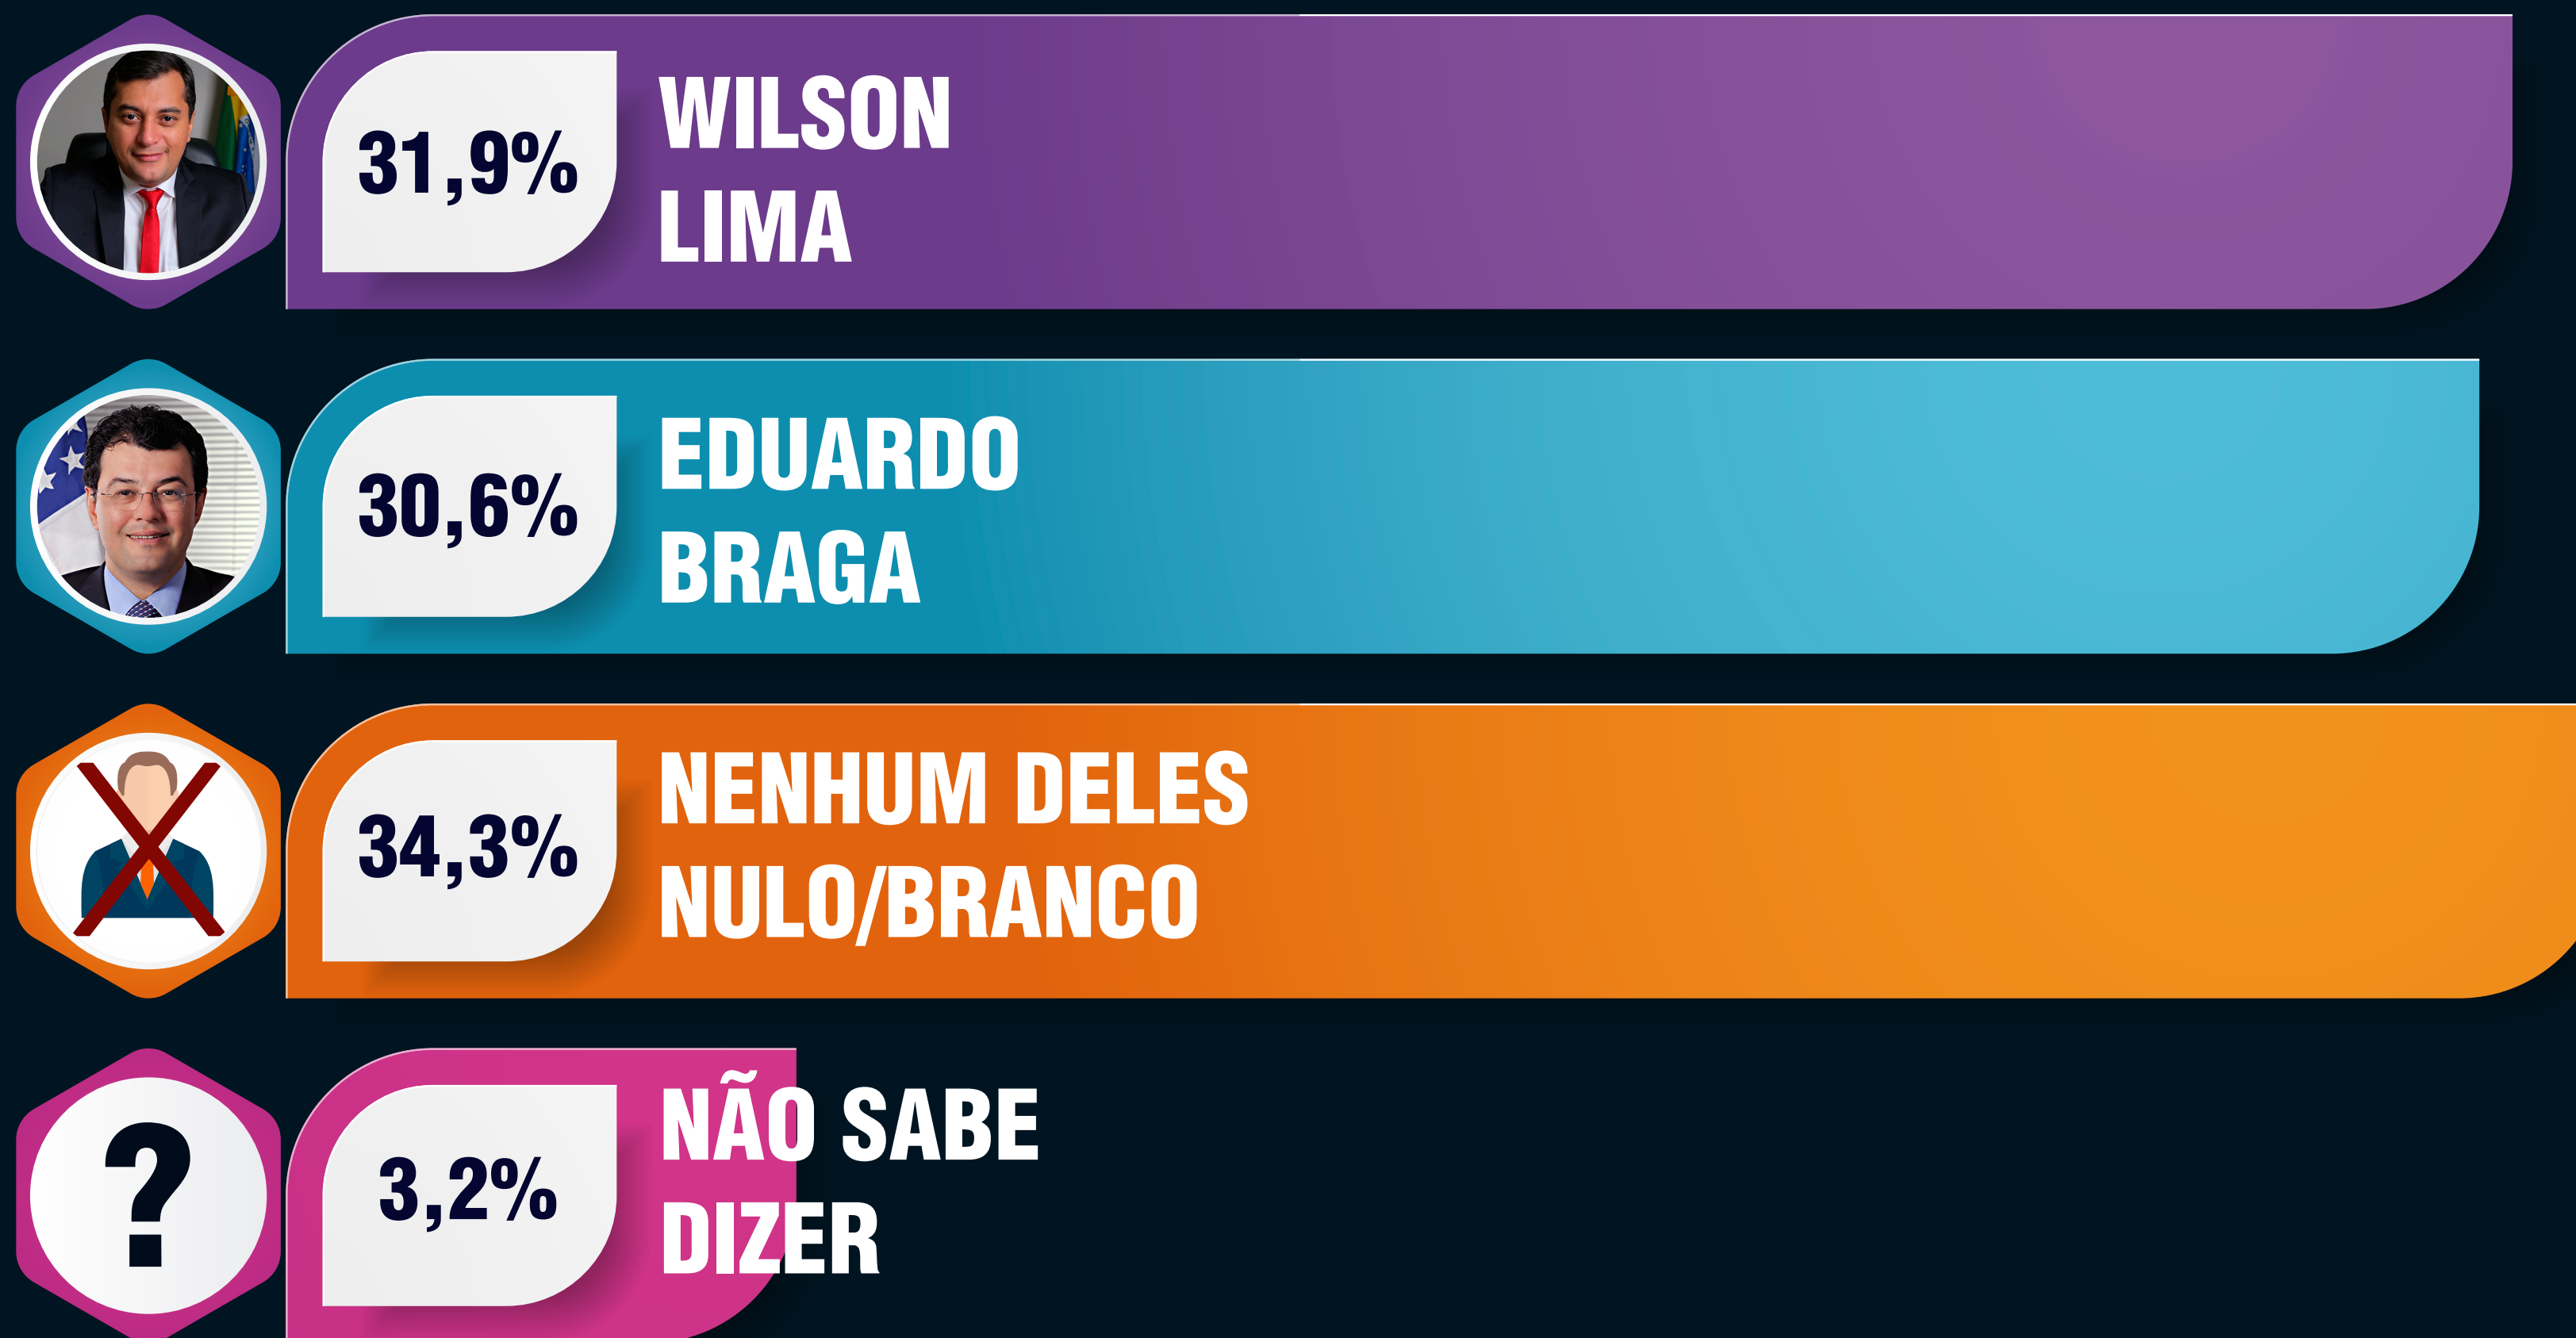 31,9%
WILSON
LIMA
30,6%
EDUARDO
BRAGA
34,3%
NENHUM DELES
NULO/BRANCO
?
3,2%
NÃO SABE
DIZER